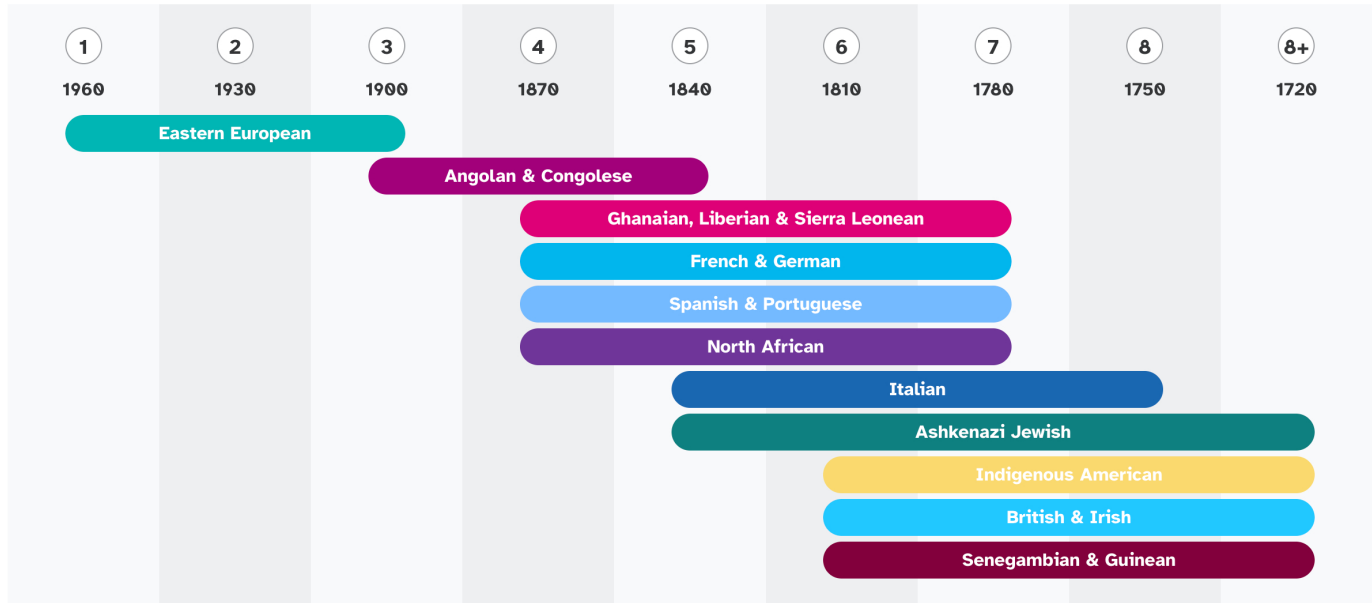 1 2 3 4 5 6 7 8 8+
1960 1930 1900 1870 1840 1810 1780 1750 1720
Eastern European
Angolan & Congolese
Ghanaian, Liberian & Sierra Leonean
French & German
Spanish & Portuguese
North African
Italian
Ashkenazi Jewish
Indigenous American
British & Irish
Senegambian & Guinean